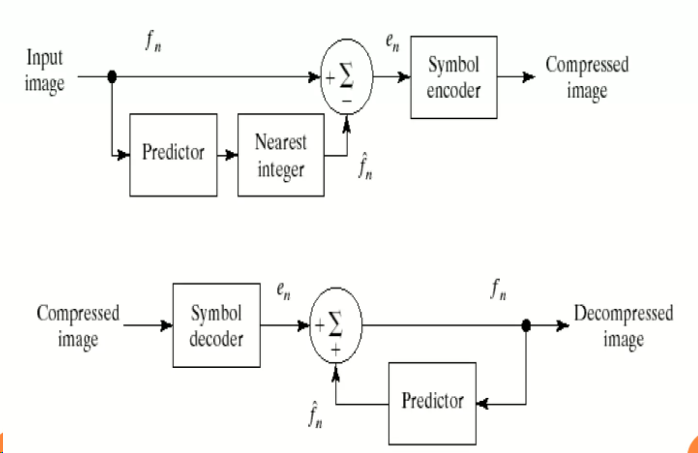 f_n
e_n
Input
image
+ Σ
−
Symbol
encoder
Compressed
image
Predictor
Nearest
integer
f̂_n
e_n
f_n
Compressed
image
Symbol
decoder
+ Σ
+
Decompressed
image
f̂_n
Predictor